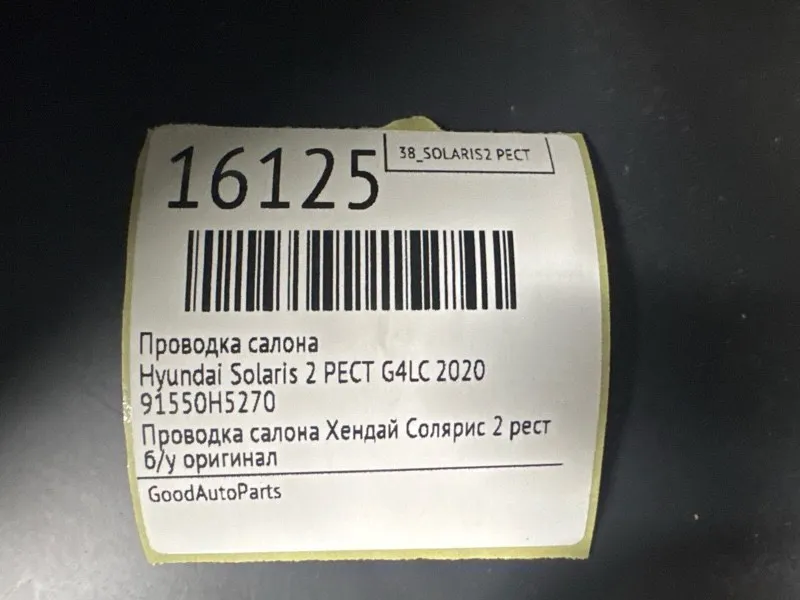 16125
38_SOLARIS2 РЕСТ
Проводка салона
Hyundai Solaris 2 РЕСТ G4LC 2020
91550H5270
Проводка салона Хендай Солярис 2 рест
б/у оригинал
GoodAutoParts